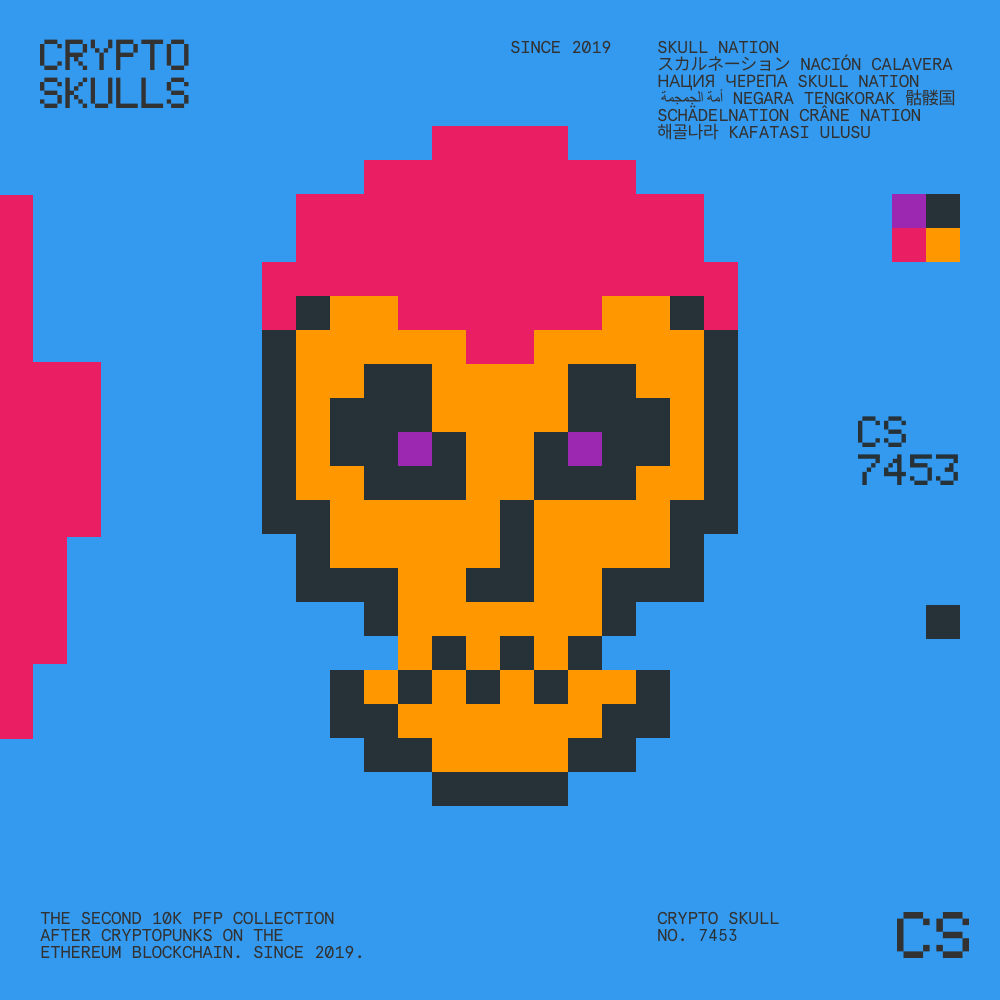 CRYPTO
SKULLS
SINCE 2019
SKULL NATION
スカルネーション NACIÓN CALAVERA
НАЦИЯ ЧЕРЕПА SKULL NATION
أمة الجمجمة NEGARA TENGKORAK 骷髅国
SCHÄDELNATION CRÂNE NATION
해골나라 KAFATASI ULUSU
CS
7453
THE SECOND 10K PFP COLLECTION
AFTER CRYPTOPUNKS ON THE
ETHEREUM BLOCKCHAIN. SINCE 2019.
CRYPTO SKULL
NO. 7453
CS